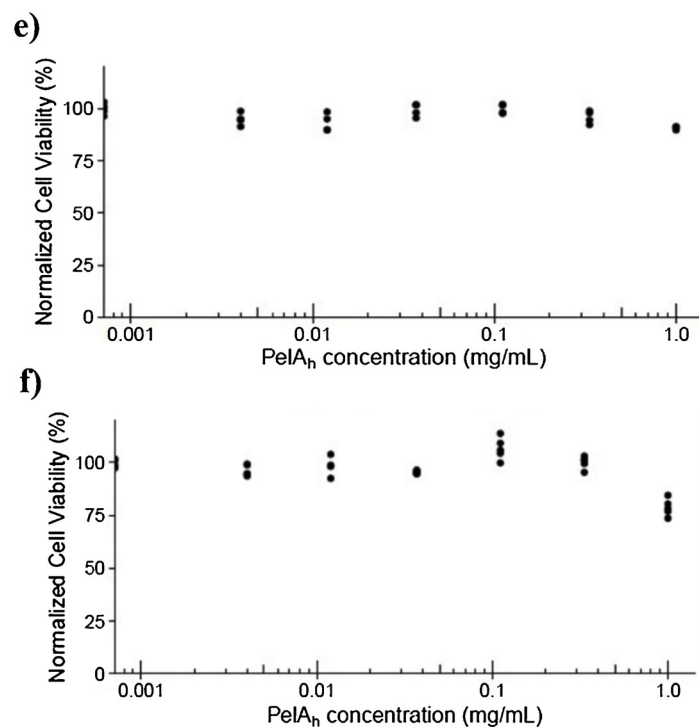 e)
Normalized Cell Viability (%)
100
75
50
25
0
0.001 0.01 0.1 1.0
PelAh concentration (mg/mL)
f)
Normalized Cell Viability (%)
100
75
50
25
0
0.001 0.01 0.1 1.0
PelAh concentration (mg/mL)